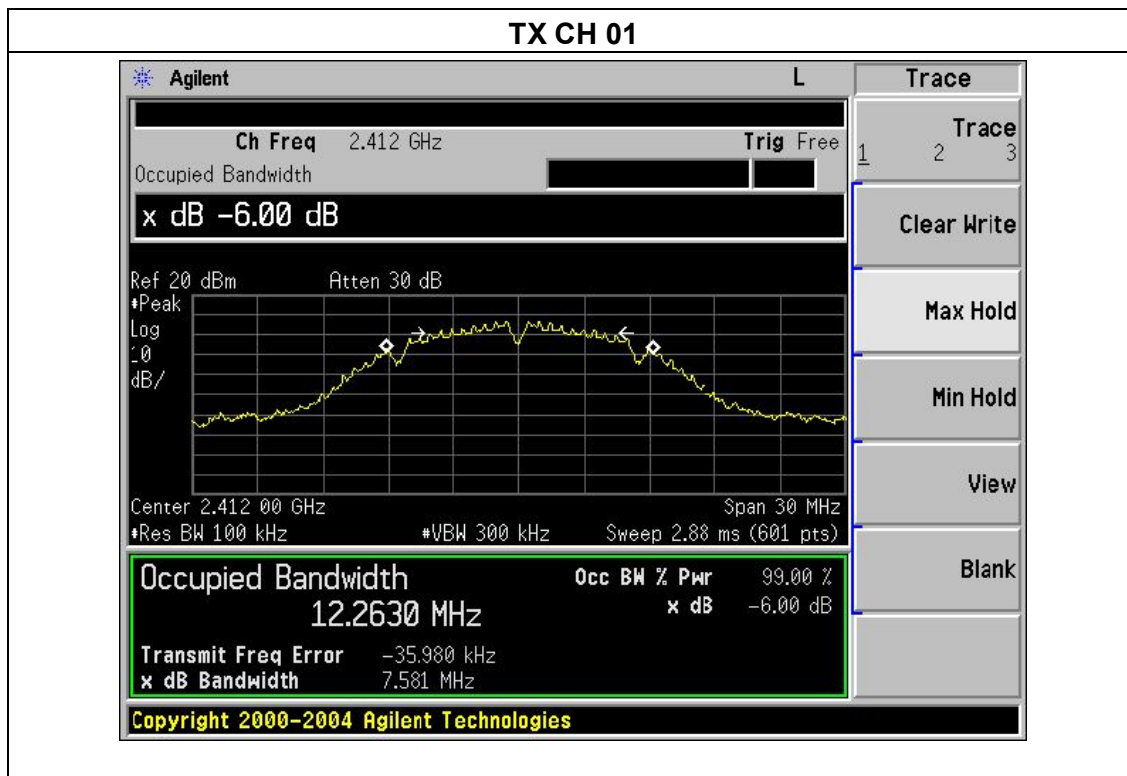 TX CH 01
Agilent L Trace
Ch Freq 2.412 GHz Trig Free
Occupied Bandwidth
Trace
1 2 3
x dB -6.00 dB
Clear Write
Ref 20 dBm Atten 30 dB
#Peak
Log
10
dB/
Max Hold
Min Hold
View
Center 2.412 00 GHz Span 30 MHz
#Res BW 100 kHz #VBW 300 kHz Sweep 2.88 ms (601 pts)
Blank
Occupied Bandwidth Occ BW % Pwr 99.00 %
12.2630 MHz x dB -6.00 dB
Transmit Freq Error -35.980 kHz
x dB Bandwidth 7.581 MHz
Copyright 2000-2004 Agilent Technologies